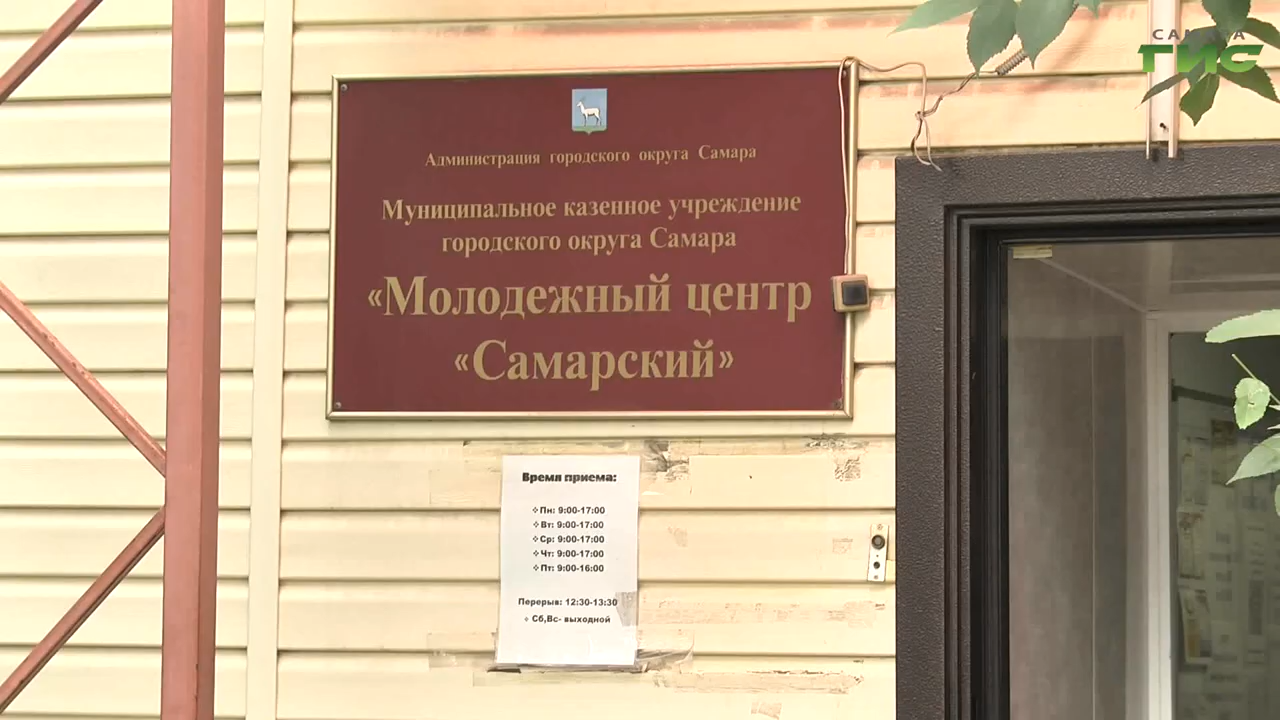 САМАРА
ГИС
Администрация городского округа Самара
Муниципальное казенное учреждение
городского округа Самара
«Молодежный центр
«Самарский»
Время приема:
❖Пн: 9:00-17:00
❖Вт: 9:00-17:00
❖Ср: 9:00-17:00
❖Чт: 9:00-17:00
❖Пт: 9:00-16:00
Перерыв: 12:30-13:30
❖ Сб,Вс- выходной